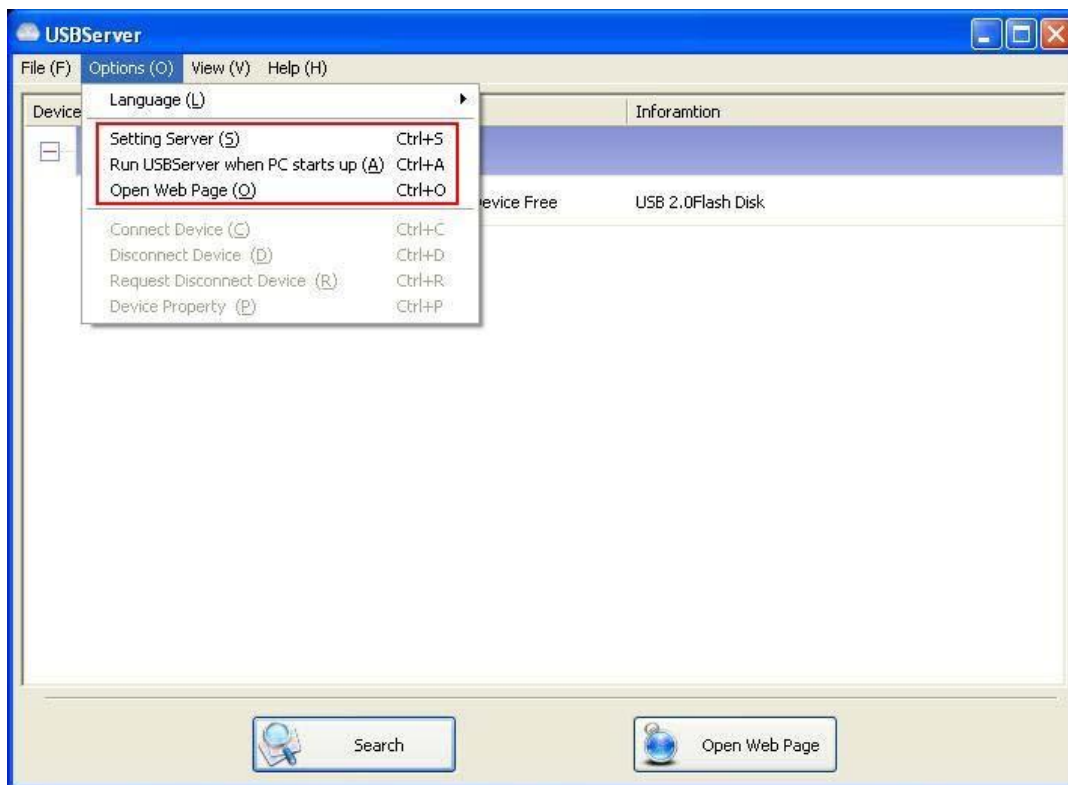 USBServer
File (F) Options (O) View (V) Help (H)
Device Inforamtion
Language (L)
Setting Server (S) Ctrl+S
Run USBServer when PC starts up (A) Ctrl+A
Open Web Page (O) Ctrl+O
Connect Device (C) Ctrl+C
Disconnect Device (D) Ctrl+D
Request Disconnect Device (R) Ctrl+R
Device Property (P) Ctrl+P
Device Free USB 2.0Flash Disk
Search Open Web Page